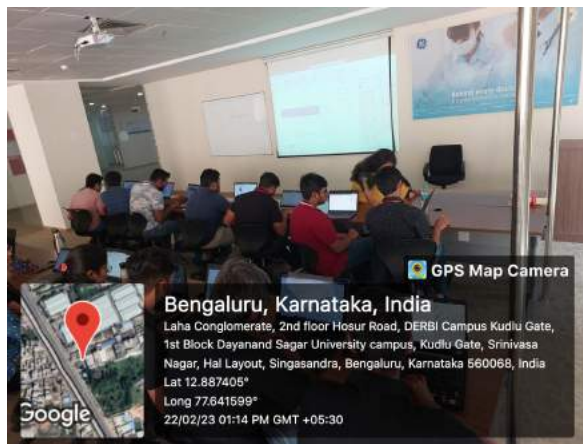 GPS Map Camera
Bengaluru, Karnataka, India
Laha Conglomerate, 2nd floor Hosur Road, DERBI Campus Kudlu Gate,
1st Block Dayanand Sagar University campus, Kudlu Gate, Srinivasa
Nagar, Hal Layout, Singasandra, Bengaluru, Karnataka 560068, India
Lat 12.887405°
Long 77.641599°
22/02/23 01:14 PM GMT +05:30
Google